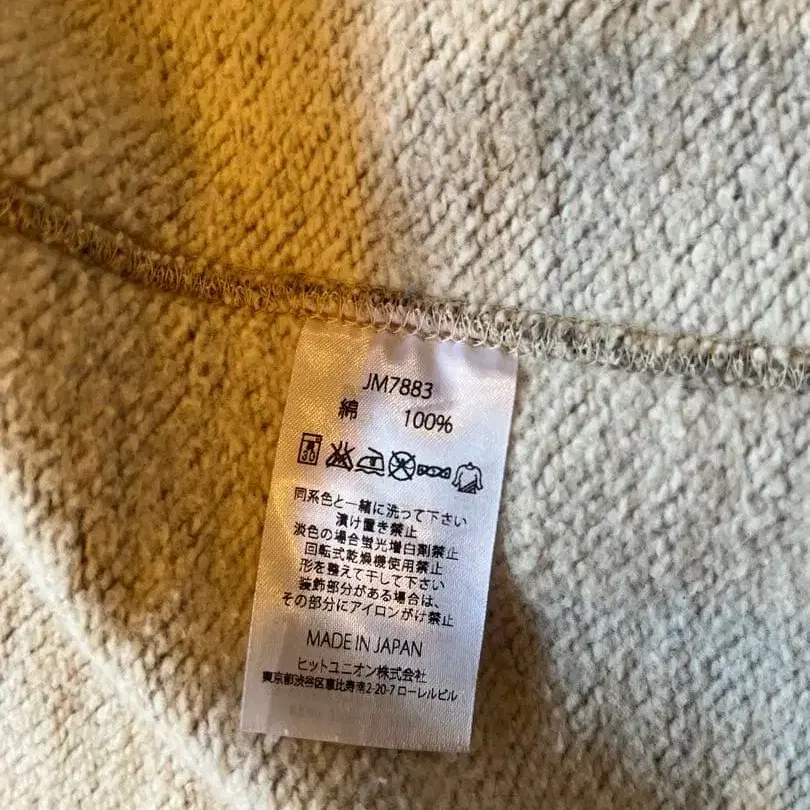 JM7883
綿 100%
30
同系色と一緒に洗って下さい
漬け置き禁止
淡色の場合蛍光増白剤禁止
回転式乾燥機使用禁止
形を整えて干して下さい
装飾部分がある場合は、
その部分にアイロンがけ禁止
MADE IN JAPAN
ヒットユニオン株式会社
東京都渋谷区恵比寿南2-20-7 ローレルビル